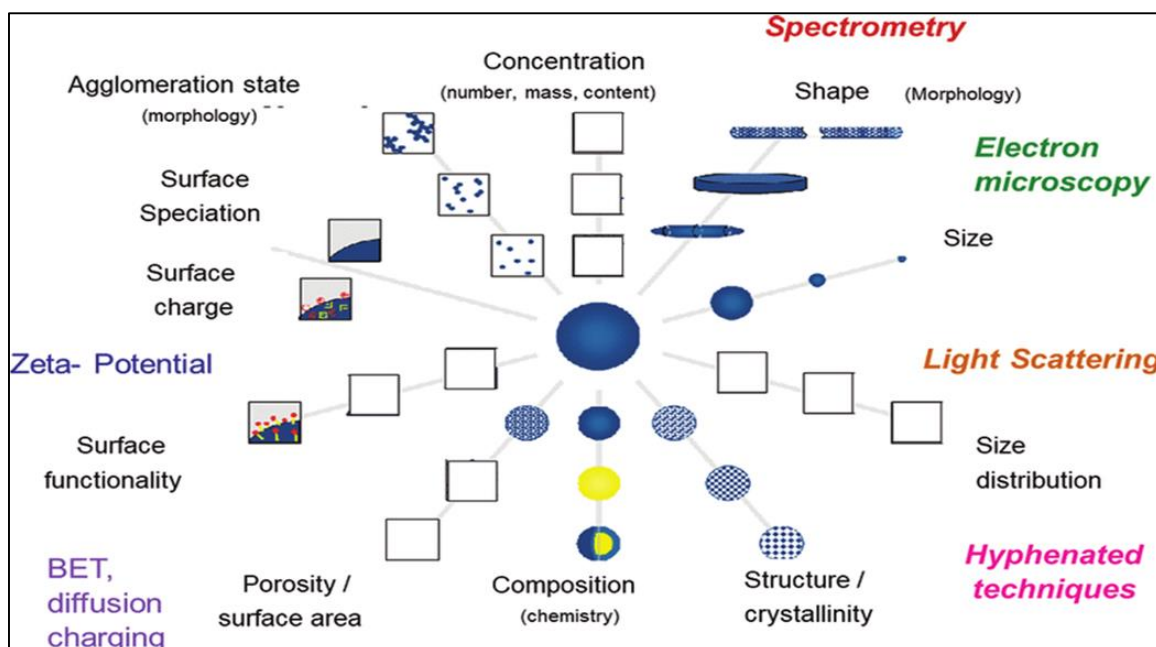 Spectrometry
Concentration
(number, mass, content)
Agglomeration state
(morphology)
Shape (Morphology)
Electron
microscopy
Surface
Speciation
Size
Surface
charge
Zeta- Potential
Light Scattering
Surface
functionality
Size
distribution
BET,
diffusion
charging
Porosity /
surface area
Composition
(chemistry)
Structure /
crystallinity
Hyphenated
techniques